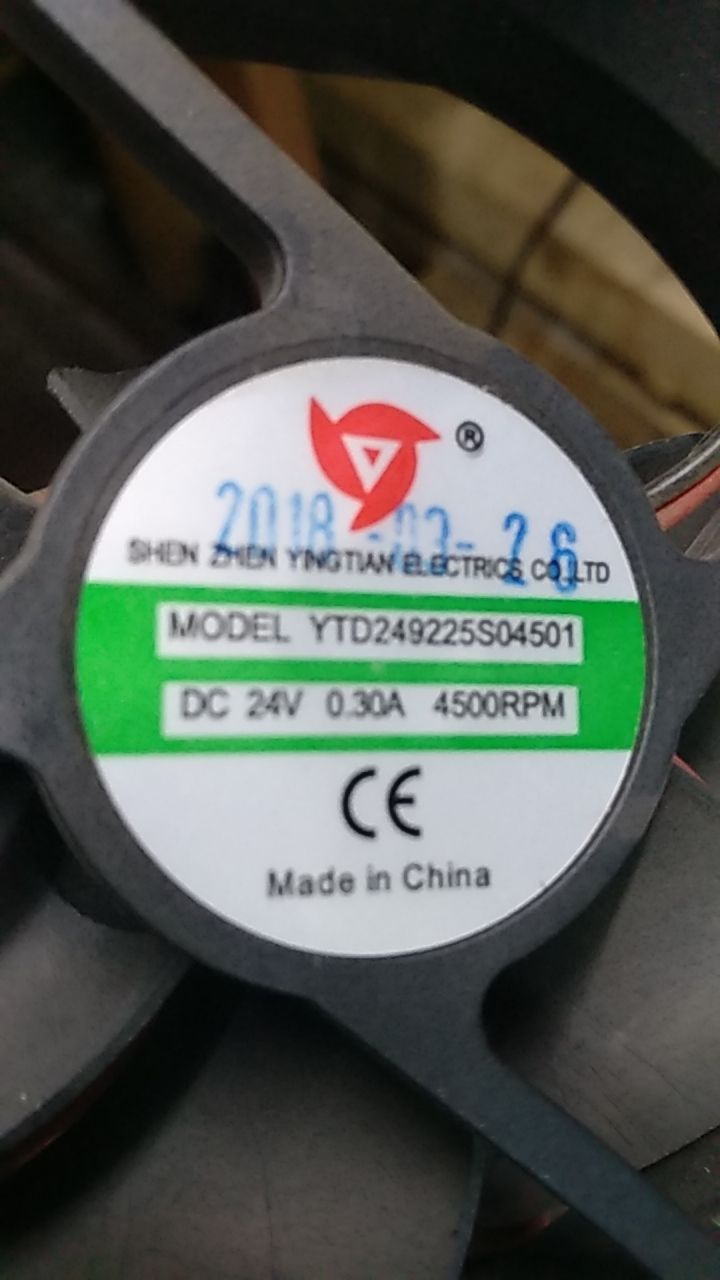 ®
2018-03-26
SHEN ZHEN YINGTIAN ELECTRICS CO.,LTD
MODEL YTD249225S04501
DC 24V 0.30A 4500RPM
CE
Made in China